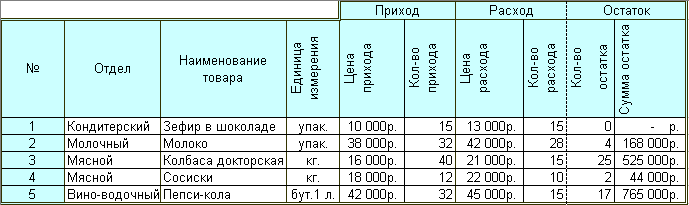 Приход Расход Остаток
№ Отдел Наименование товара Единица измерения Цена прихода Кол-во прихода Цена расхода Кол-во расхода Кол-во остатка Сумма остатка
1 Кондитерский Зефир в шоколаде упак. 10 000р. 15 13 000р. 15 0 - р.
2 Молочный Молоко упак. 38 000р. 32 42 000р. 28 4 168 000р.
3 Мясной Колбаса докторская кг. 16 000р. 40 21 000р. 15 25 525 000р.
4 Мясной Сосиски кг. 18 000р. 12 22 000р. 10 2 44 000р.
5 Вино-водочный Пепси-кола бут.1 л. 42 000р. 32 45 000р. 15 17 765 000р.